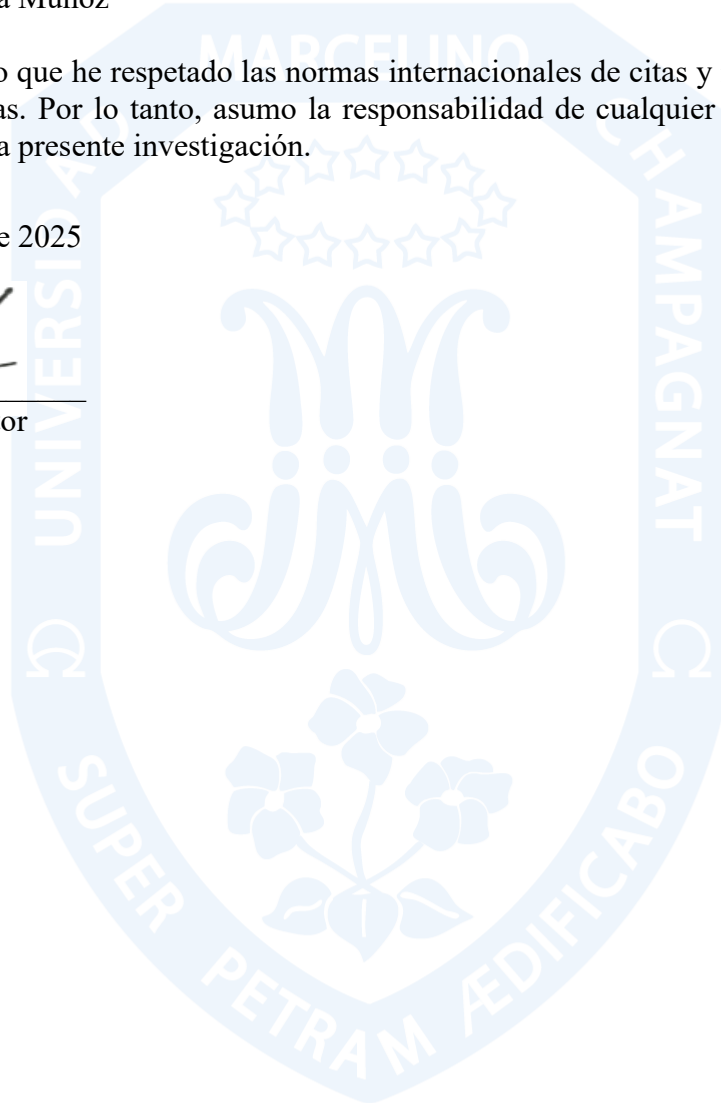 a Muñoz
o que he respetado las normas internacionales de citas y
as. Por lo tanto, asumo la responsabilidad de cualquier
a presente investigación.
e 2025
or
UNIVERSIDAD MARCELINO CHAMPAGNAT
SUPER PETRAM ÆDIFICABO